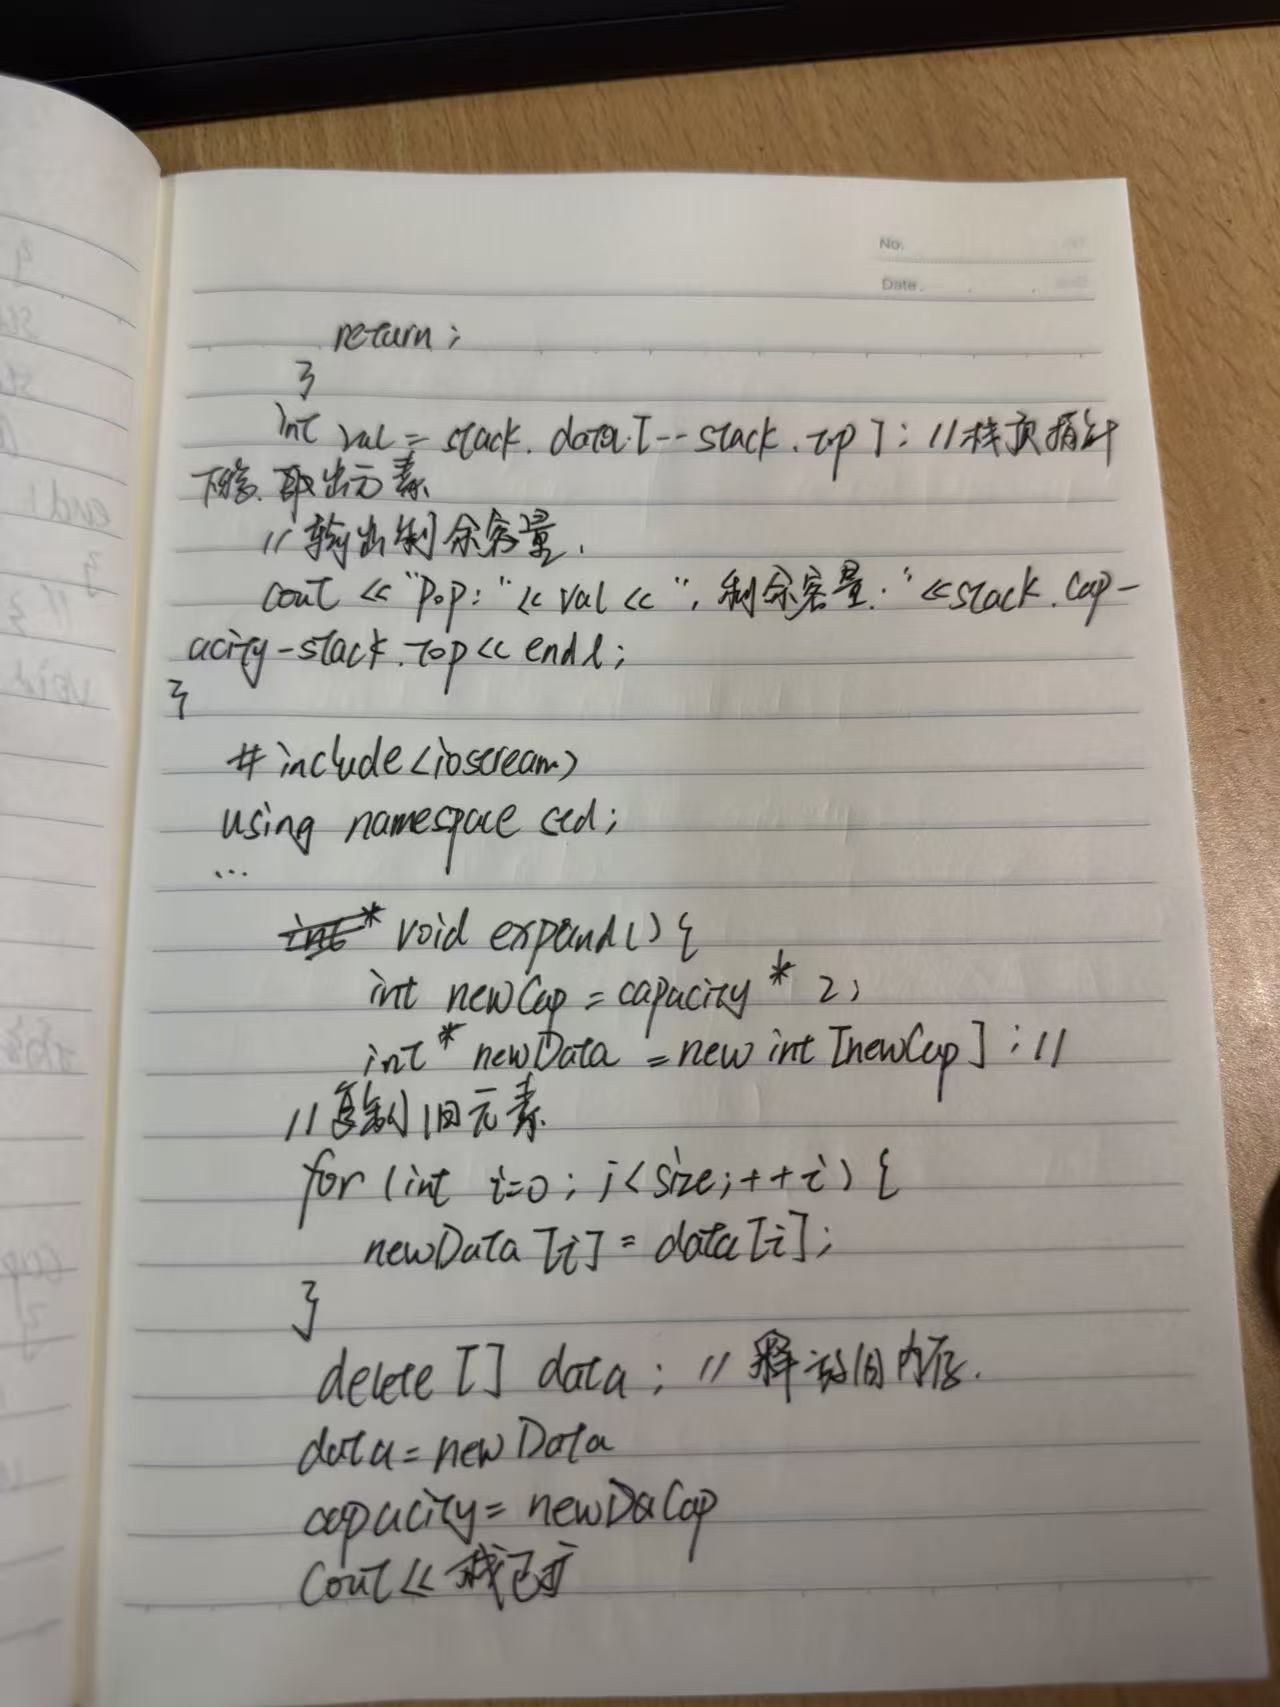 No.
Date.
return;
}
int val = stack.data[--stack.top]; //栈顶指针
下移,取出元素
//输出剩余容量.
cout << "Pop:" << val << ", 剩余容量:" << stack.cap-
acity-stack.top << endl;
}
#include<iostream>
using namespace std;
...
void expand() {
int newCap = capacity * 2;
int* newData = new int [newCap]; //
//复制旧元素
for (int i=0; i<size; ++i) {
newData [i] = data[i];
}
delete [] data; //释放旧内存.
data = newData
capacity = newDaCap
Cout << 栈已扩